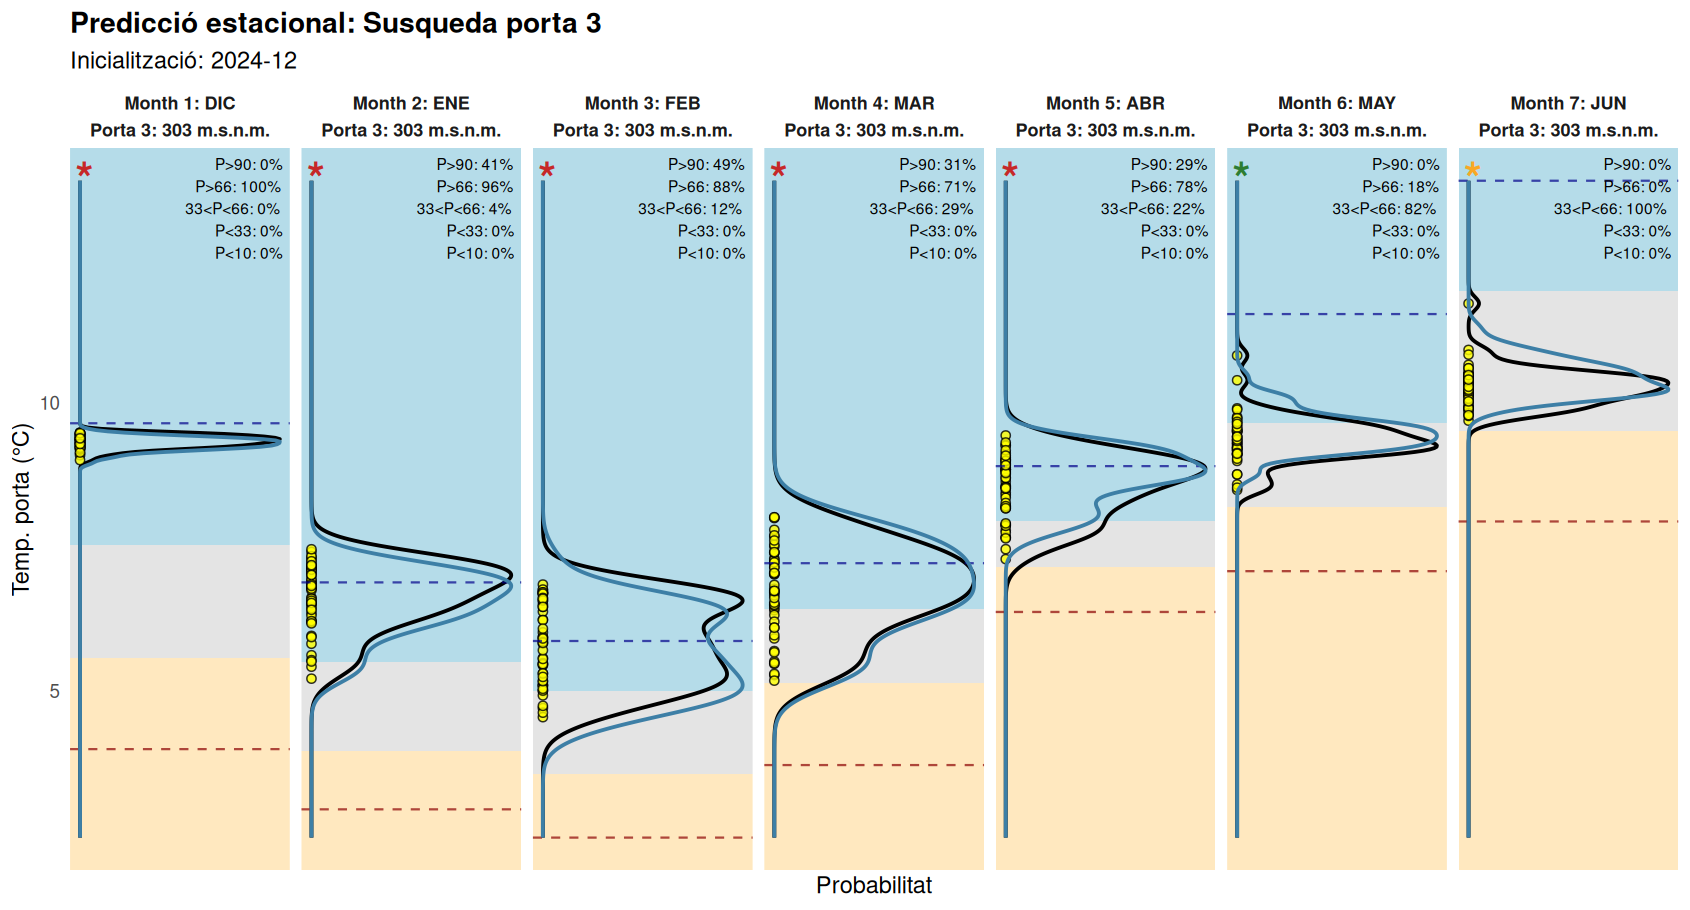 Predicció estacional: Susqueda porta 3
Inicialització: 2024-12
Month 1: DIC
Porta 3: 303 m.s.n.m.
Month 2: ENE
Porta 3: 303 m.s.n.m.
Month 3: FEB
Porta 3: 303 m.s.n.m.
Month 4: MAR
Porta 3: 303 m.s.n.m.
Month 5: ABR
Porta 3: 303 m.s.n.m.
Month 6: MAY
Porta 3: 303 m.s.n.m.
Month 7: JUN
Porta 3: 303 m.s.n.m.
*
P>90: 0%
P>66: 100%
33<P<66: 0%
P<33: 0%
P<10: 0%
*
P>90: 41%
P>66: 96%
33<P<66: 4%
P<33: 0%
P<10: 0%
*
P>90: 49%
P>66: 88%
33<P<66: 12%
P<33: 0%
P<10: 0%
*
P>90: 31%
P>66: 71%
33<P<66: 29%
P<33: 0%
P<10: 0%
*
P>90: 29%
P>66: 78%
33<P<66: 22%
P<33: 0%
P<10: 0%
*
P>90: 0%
P>66: 18%
33<P<66: 82%
P<33: 0%
P<10: 0%
*
P>90: 0%
P>66: 0%
33<P<66: 100%
P<33: 0%
P<10: 0%
10
5
Temp. porta (°C)
Probabilitat